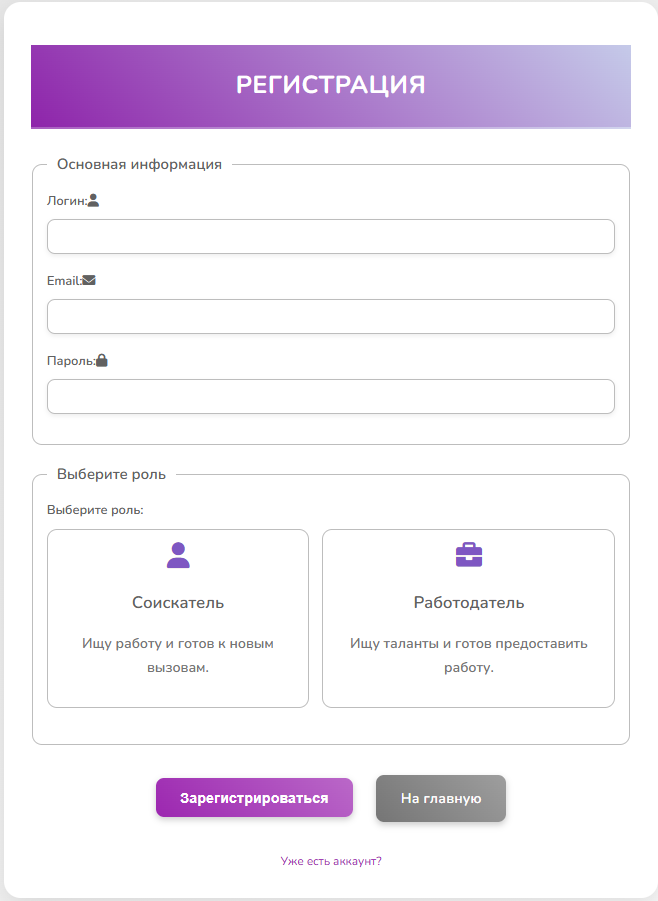 РЕГИСТРАЦИЯ
Основная информация
Логин:
Email:
Пароль:
Выберите роль
Выберите роль:
Соискатель
Ищу работу и готов к новым
вызовам.
Работодатель
Ищу таланты и готов предоставить
работу.
Зарегистрироваться
На главную
Уже есть аккаунт?